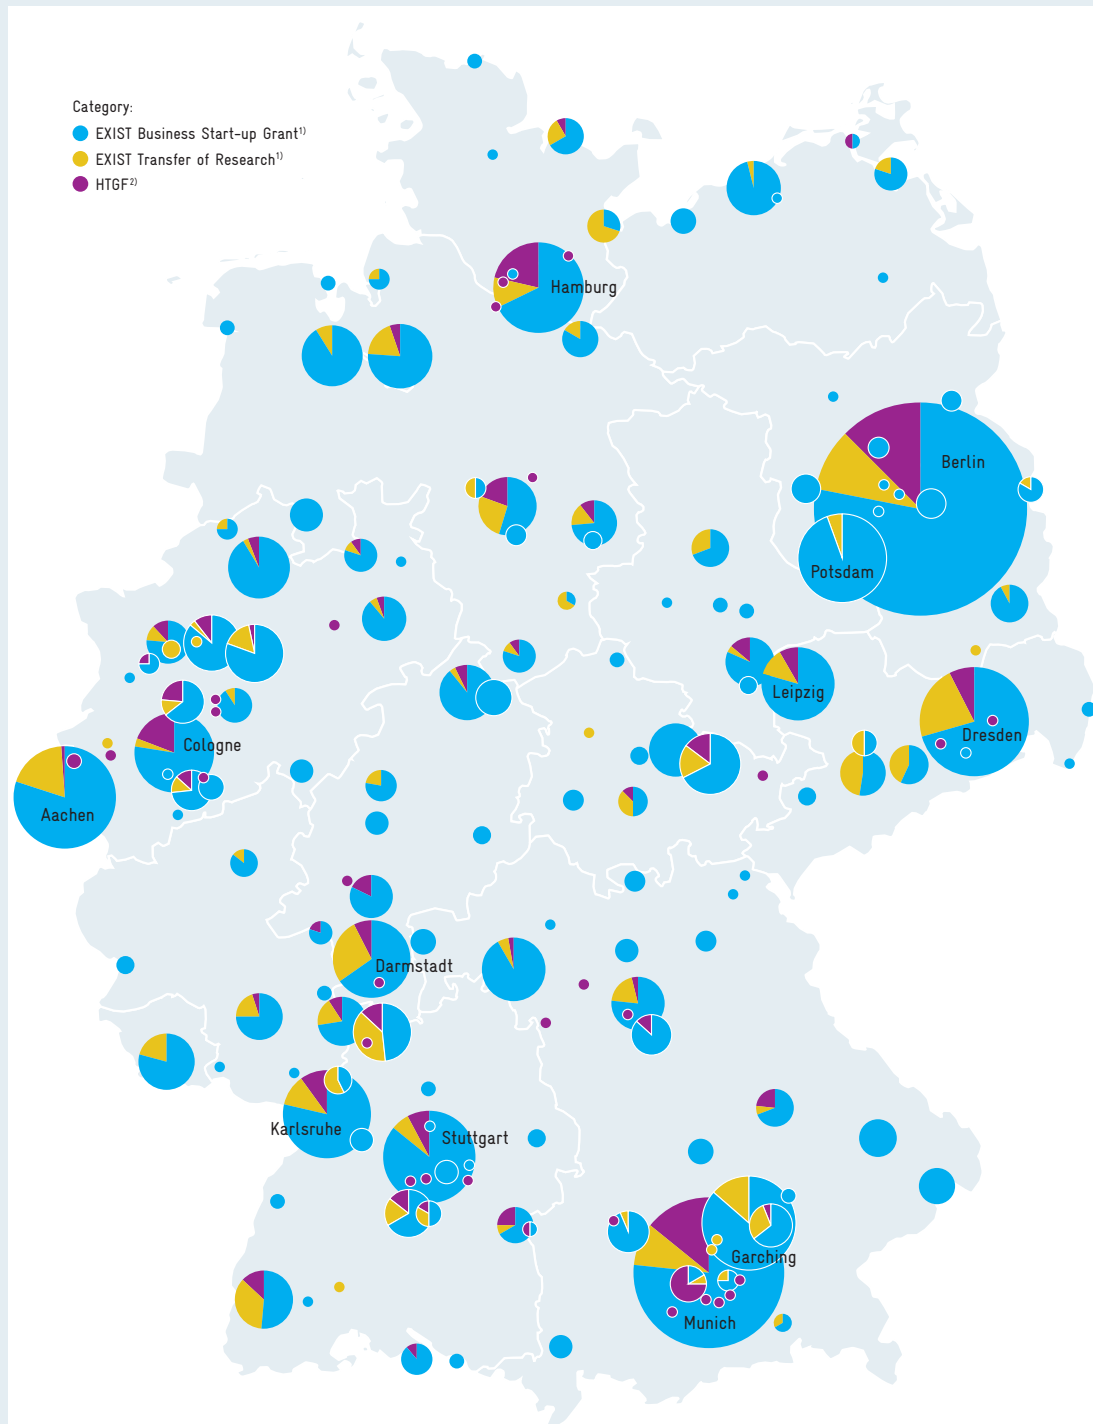 Category:
EXIST Business Start-up Grant¹⁾
EXIST Transfer of Research¹⁾
HTGF²⁾
Hamburg
Berlin
Potsdam
Leipzig
Dresden
Cologne
Aachen
Darmstadt
Karlsruhe
Stuttgart
Garching
Munich